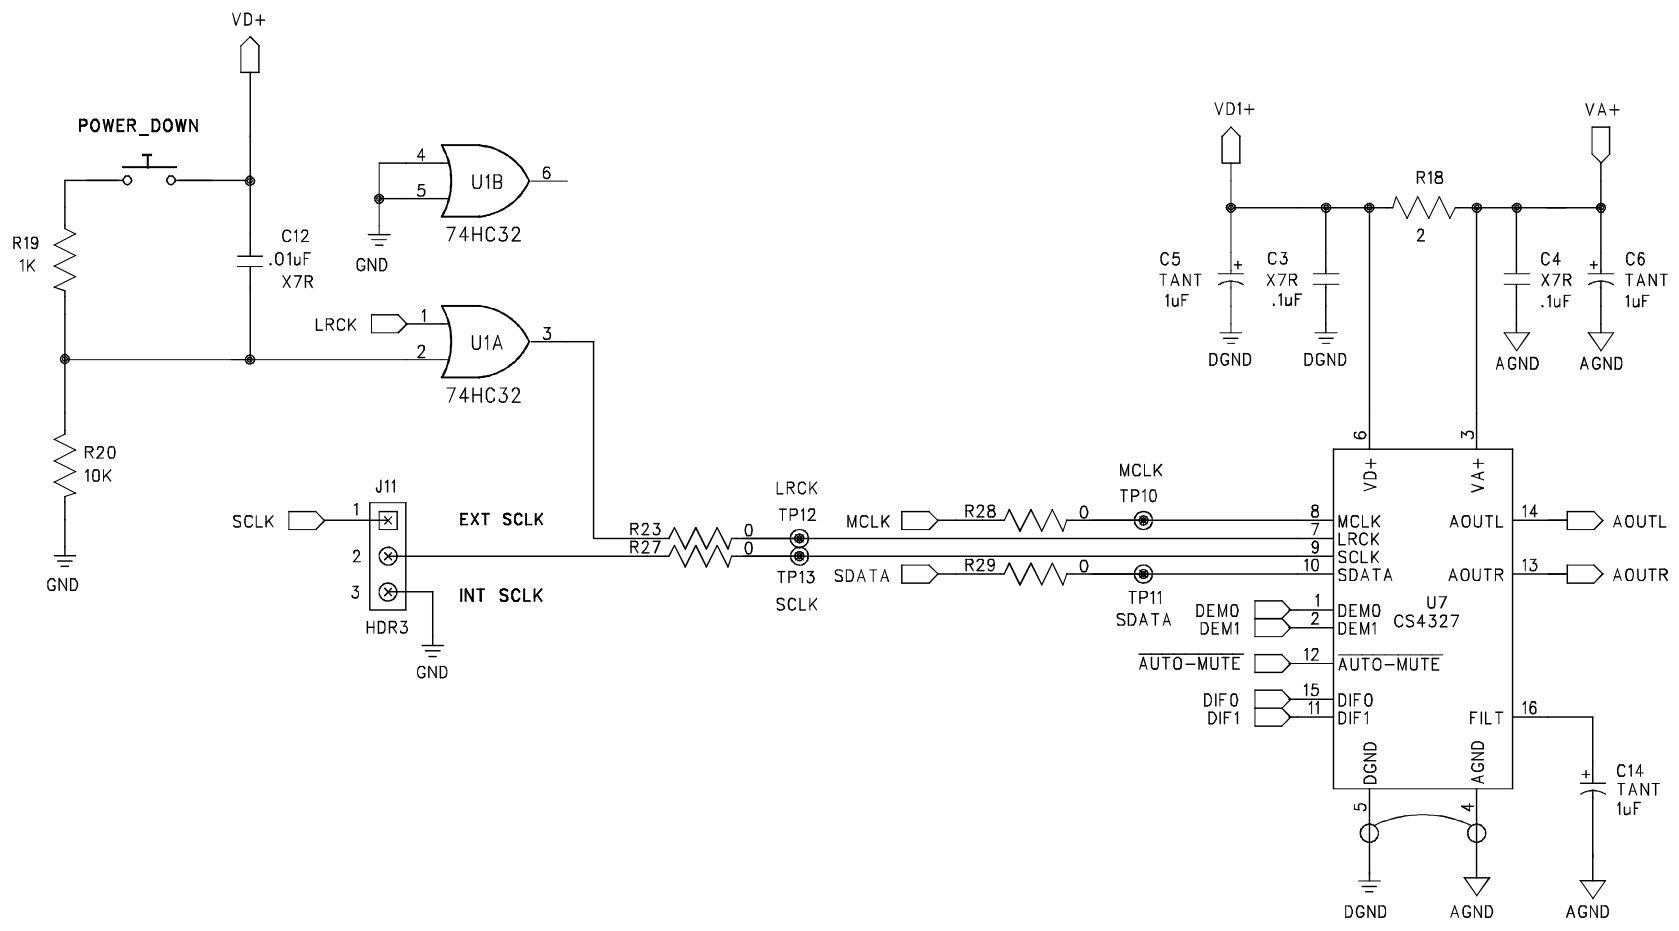 VD+
POWER_DOWN
R19
1K
C12
.01uF
X7R
R20
10K
GND
4
5
6
U1B
74HC32
GND
LRCK
1
2
3
U1A
74HC32
J11
SCLK
1
2
3
EXT SCLK
INT SCLK
HDR3
GND
R23
0
R27
0
LRCK
TP12
TP13
SCLK
MCLK
R28
0
MCLK
TP10
SDATA
R29
0
TP11
SDATA
VD1+
VA+
R18
2
C5
TANT
1uF
DGND
C3
X7R
.1uF
DGND
C4
X7R
.1uF
AGND
C6
TANT
1uF
AGND
+
+
6
3
VD+
VA+
8
MCLK
7
LRCK
9
SCLK
10
SDATA
AOUTL
14
AOUTL
AOUTR
13
AOUTR
U7
CS4327
DEM0
1
DEM0
DEM1
2
DEM1
AUTO-MUTE
12
AUTO-MUTE
DIF0
15
DIF0
DIF1
11
DIF1
FILT
16
DGND
AGND
5
4
DGND
AGND
+
C14
TANT
1uF
AGND